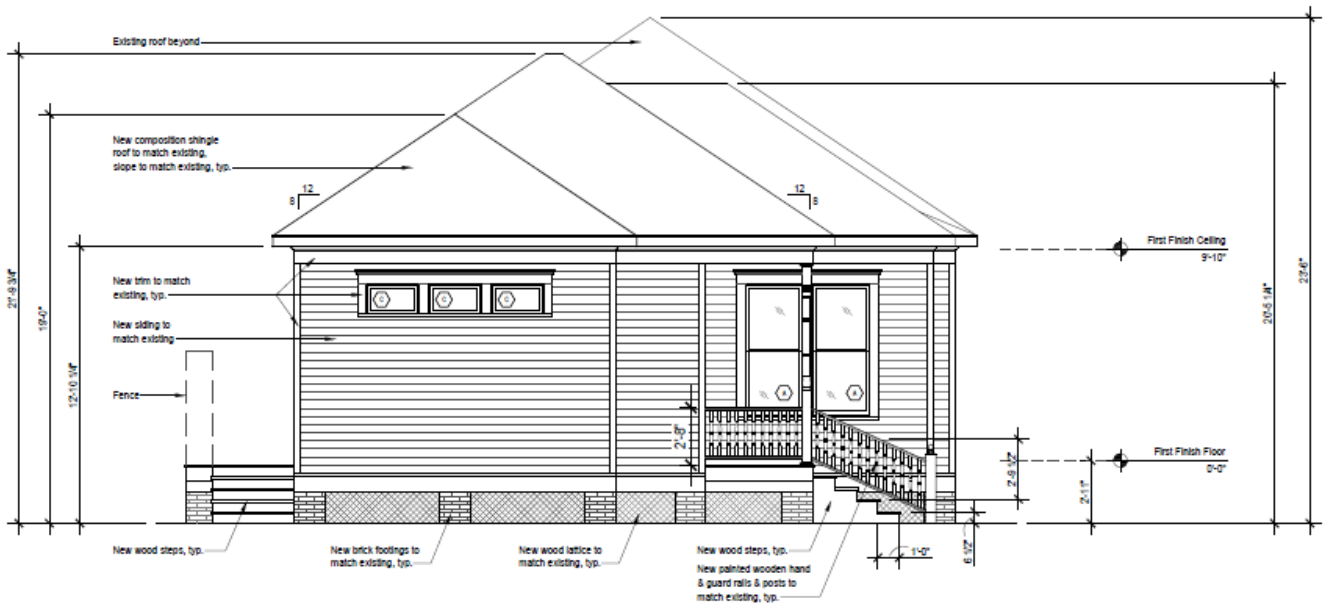 Existing roof beyond
New composition shingle
roof to match existing,
slope to match existing, typ.
12
8
12
8
First Finish Ceiling
9'-10"
New trim to match
existing, typ.
C
C
C
New siding to
match existing
Fence
A
A
21'-9 3/4"
19'-0"
12'-10 1/4"
2'-8"
2'-9 1/2"
First Finish Floor
0'-0"
2'-11"
20'-5 1/4"
23'-6"
New wood steps, typ.
New brick footings to
match existing, typ.
New wood lattice to
match existing, typ.
New wood steps, typ.
New painted wooden hand
& guard rails & posts to
match existing, typ.
1'-0"
6 1/2"